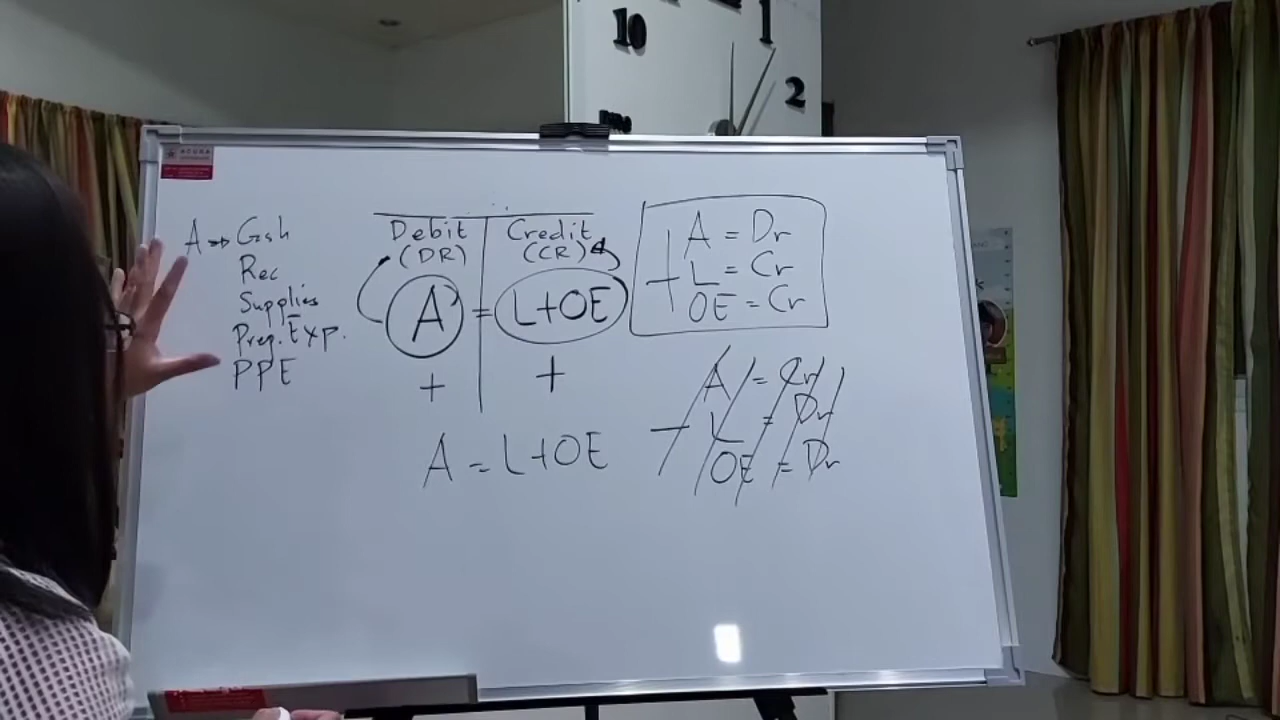 10
1
2
ACURA
A → Cash
Rec
Supplies
Prep. Exp.
PPE
Debit
(DR)
Credit
(CR)
A = L+OE
+
+
A = L+OE
A = Dr
+ L = Cr
OE = Cr
A = Cr
- L = Dr
OE = Dr